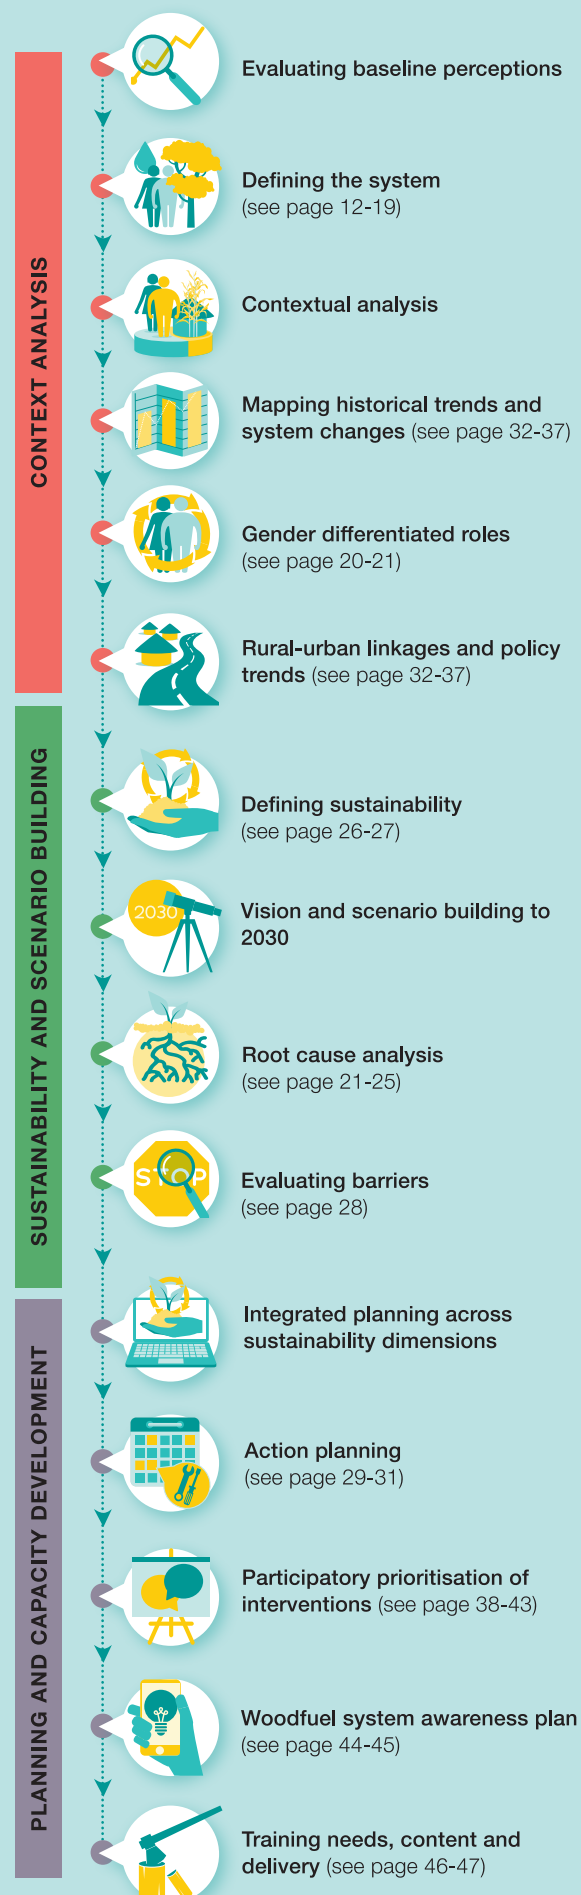 CONTEXT ANALYSIS
Evaluating baseline perceptions
Defining the system
(see page 12-19)
Contextual analysis
Mapping historical trends and
system changes (see page 32-37)
Gender differentiated roles
(see page 20-21)
Rural-urban linkages and policy
trends (see page 32-37)
SUSTAINABILITY AND SCENARIO BUILDING
Defining sustainability
(see page 26-27)
2030
Vision and scenario building to
2030
Root cause analysis
(see page 21-25)
STOP
Evaluating barriers
(see page 28)
PLANNING AND CAPACITY DEVELOPMENT
Integrated planning across
sustainability dimensions
Action planning
(see page 29-31)
Participatory prioritisation of
interventions (see page 38-43)
Woodfuel system awareness plan
(see page 44-45)
Training needs, content and
delivery (see page 46-47)